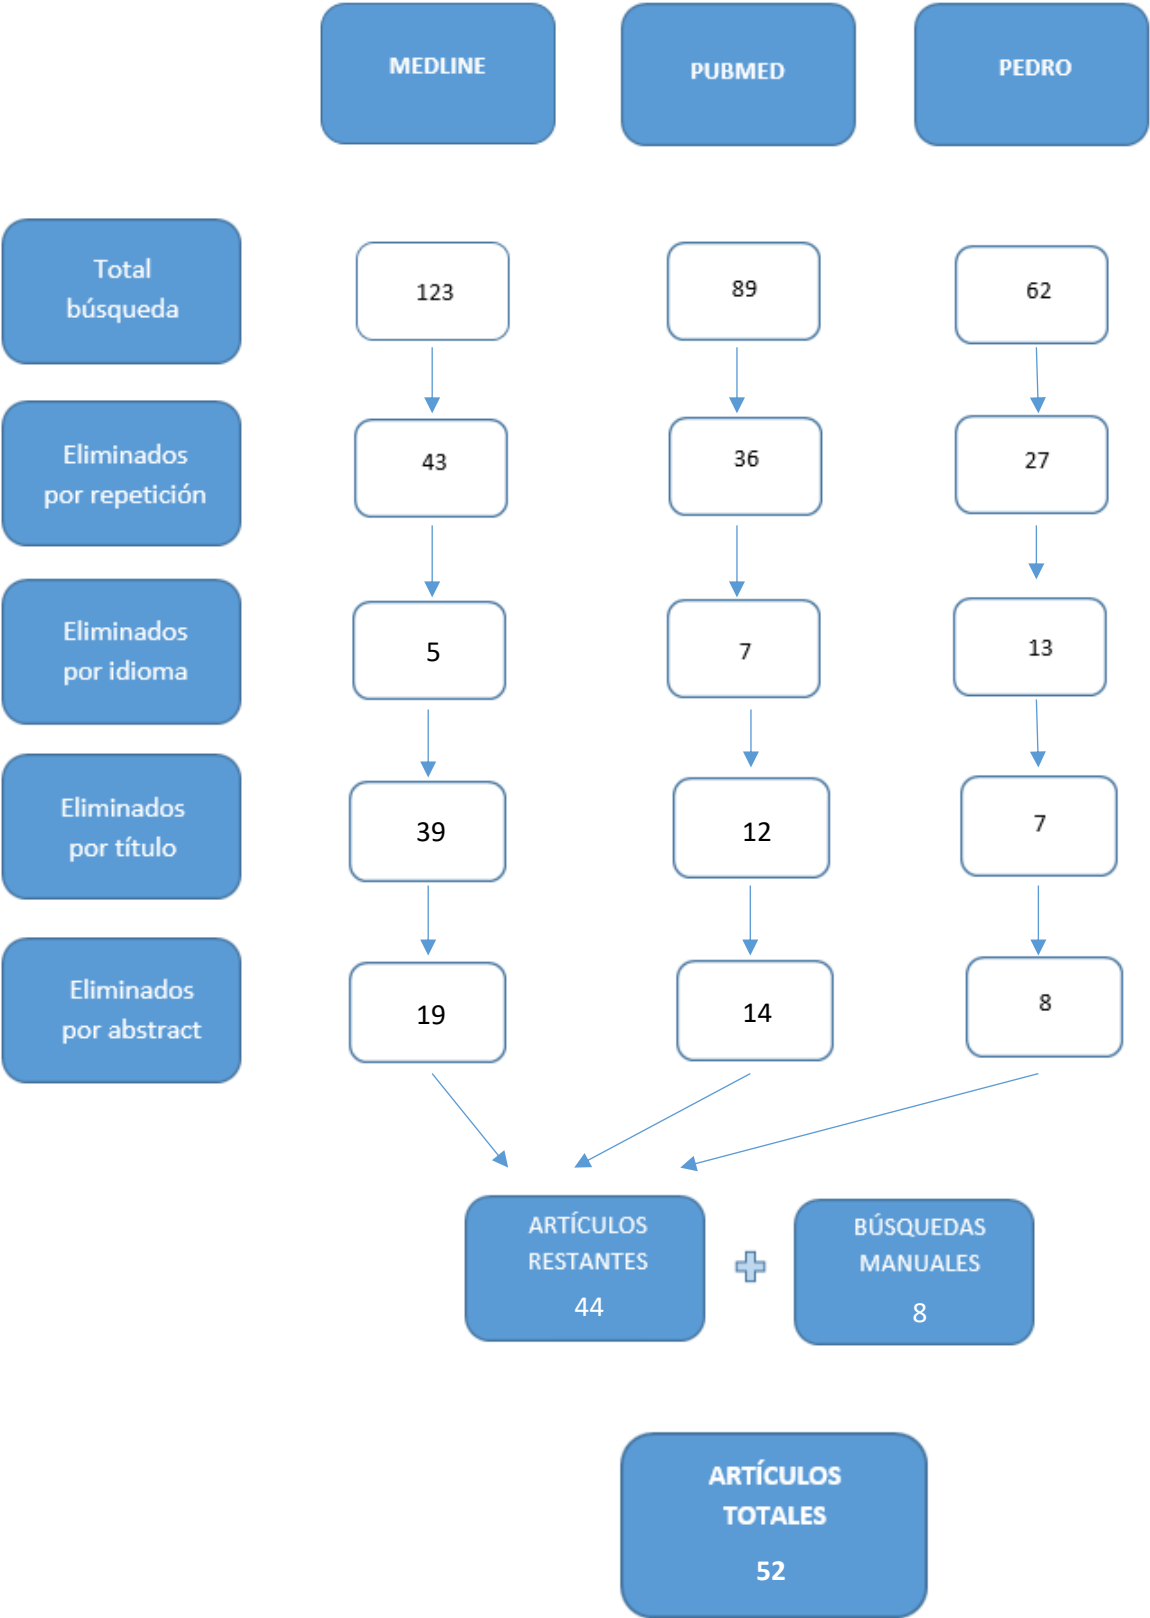 MEDLINE
PUBMED
PEDRO
Total
búsqueda
123
89
62
Eliminados
por repetición
43
36
27
Eliminados
por idioma
5
7
13
Eliminados
por título
39
12
7
Eliminados
por abstract
19
14
8
ARTÍCULOS
RESTANTES
44
BÚSQUEDAS
MANUALES
8
ARTÍCULOS
TOTALES
52